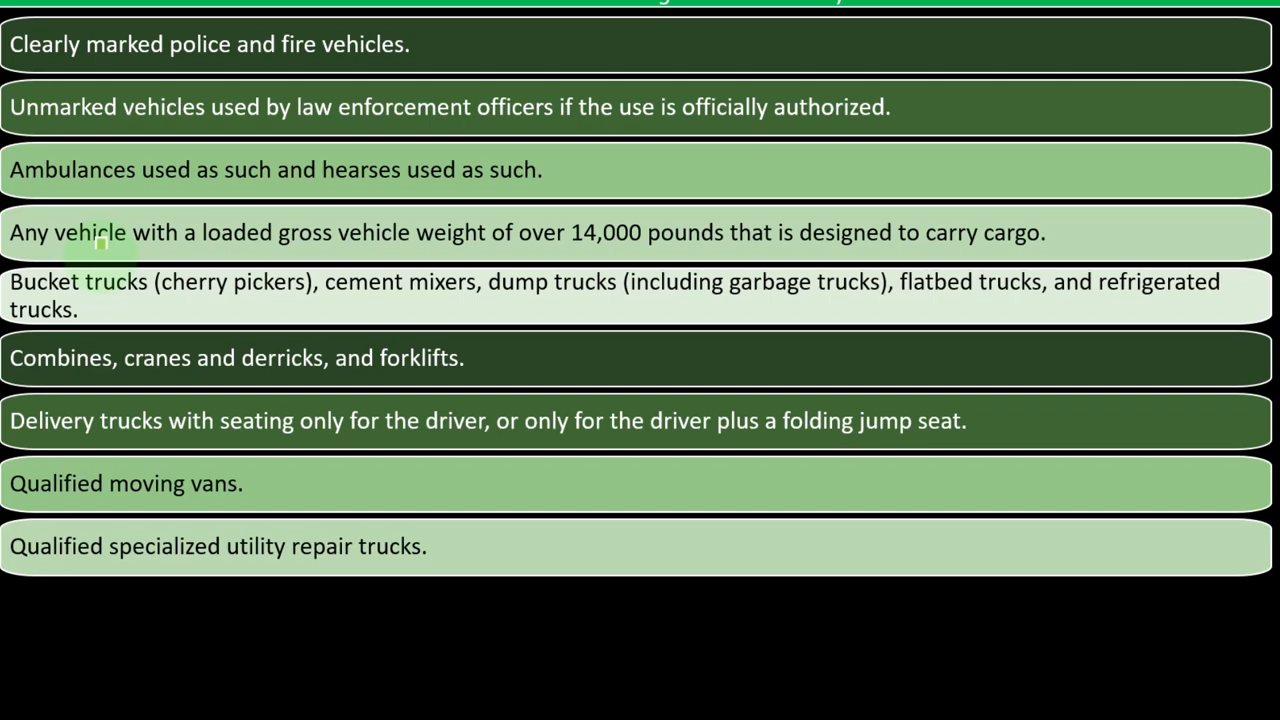 Clearly marked police and fire vehicles.
Unmarked vehicles used by law enforcement officers if the use is officially authorized.
Ambulances used as such and hearses used as such.
Any vehicle with a loaded gross vehicle weight of over 14,000 pounds that is designed to carry cargo.
Bucket trucks (cherry pickers), cement mixers, dump trucks (including garbage trucks), flatbed trucks, and refrigerated
trucks.
Combines, cranes and derricks, and forklifts.
Delivery trucks with seating only for the driver, or only for the driver plus a folding jump seat.
Qualified moving vans.
Qualified specialized utility repair trucks.